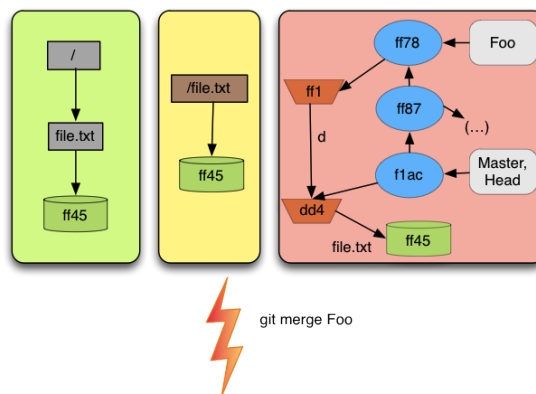 /
file.txt
ff45
/file.txt
ff45
ff78
Foo
ff1
ff87
(...)
d
f1ac
Master,
Head
dd4
file.txt
ff45
git merge Foo